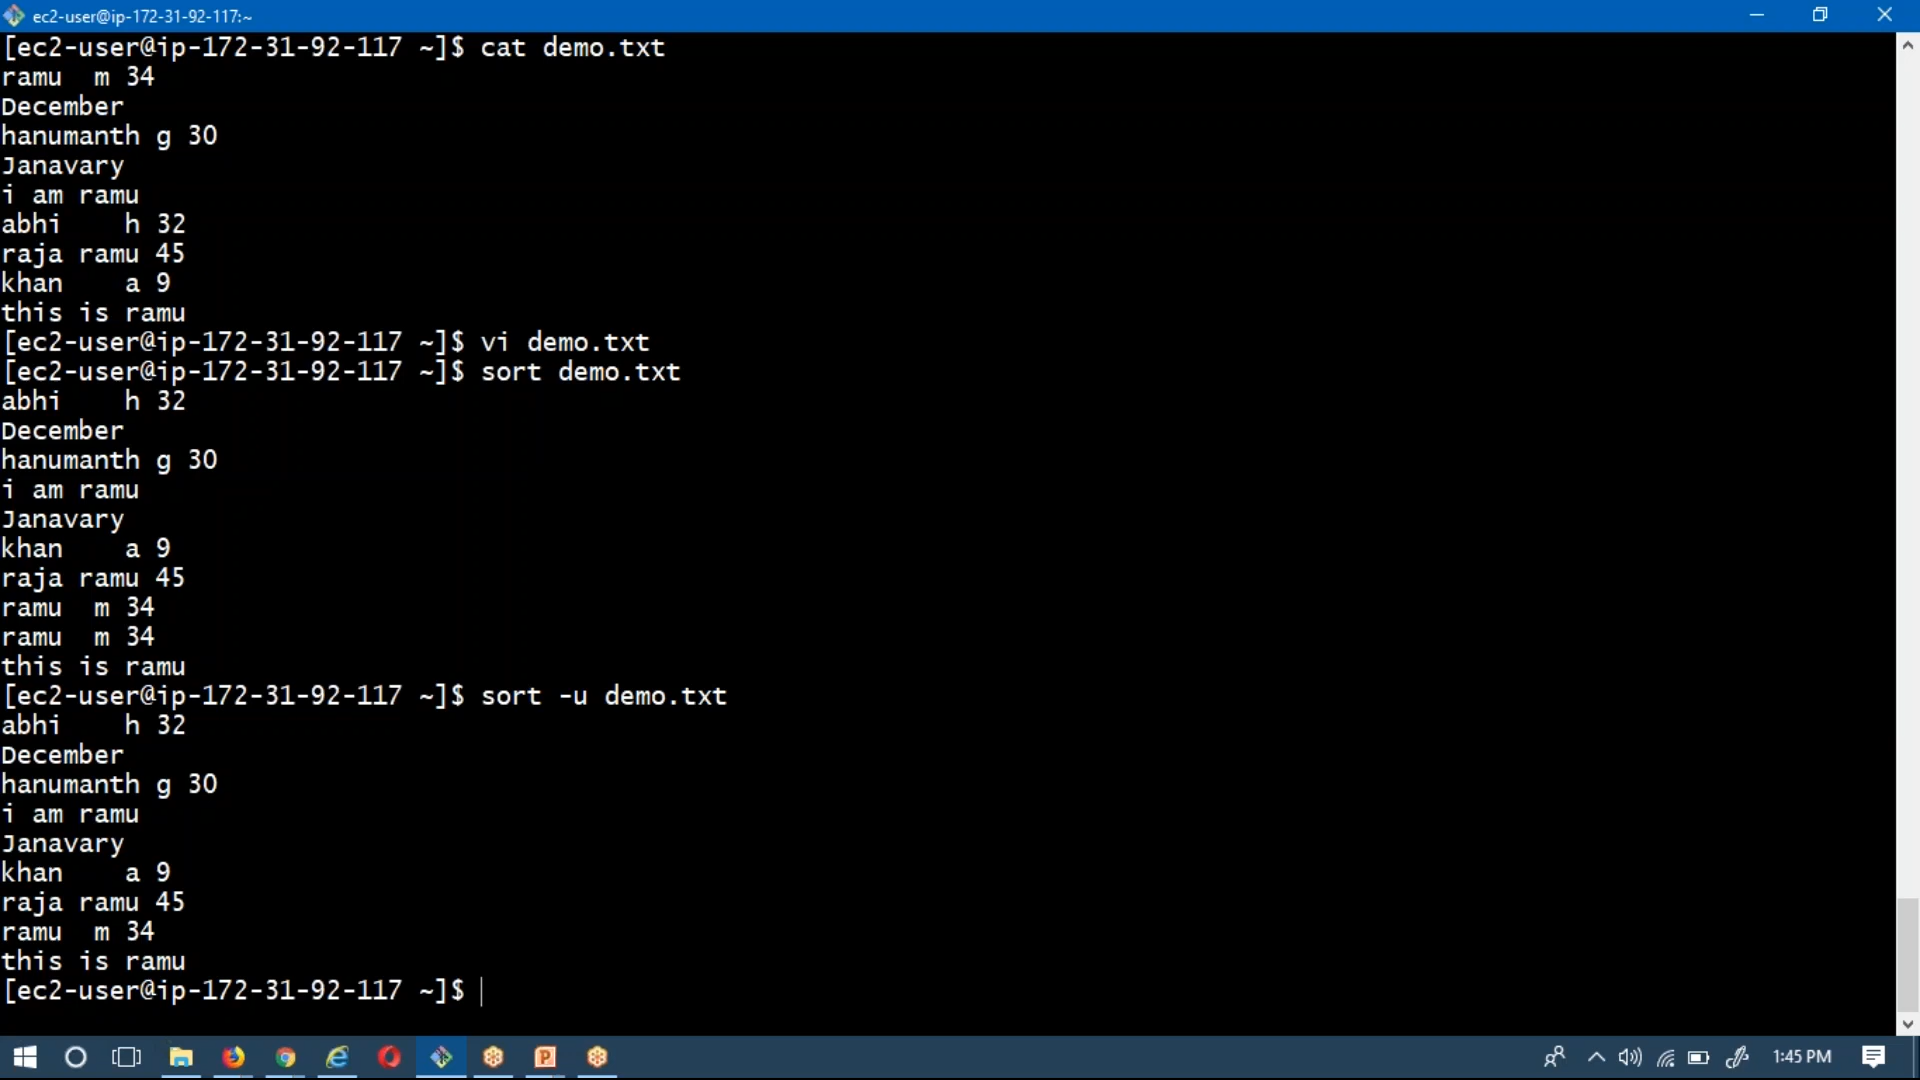 ec2-user@ip-172-31-92-117:~
[ec2-user@ip-172-31-92-117 ~]$ cat demo.txt
ramu  m 34
December
hanumanth g 30
Janavary
i am ramu
abhi    h 32
raja ramu 45
khan    a 9
this is ramu
[ec2-user@ip-172-31-92-117 ~]$ vi demo.txt
[ec2-user@ip-172-31-92-117 ~]$ sort demo.txt
abhi    h 32
December
hanumanth g 30
i am ramu
Janavary
khan    a 9
raja ramu 45
ramu  m 34
ramu  m 34
this is ramu
[ec2-user@ip-172-31-92-117 ~]$ sort -u demo.txt
abhi    h 32
December
hanumanth g 30
i am ramu
Janavary
khan    a 9
raja ramu 45
ramu  m 34
this is ramu
[ec2-user@ip-172-31-92-117 ~]$
1:45 PM